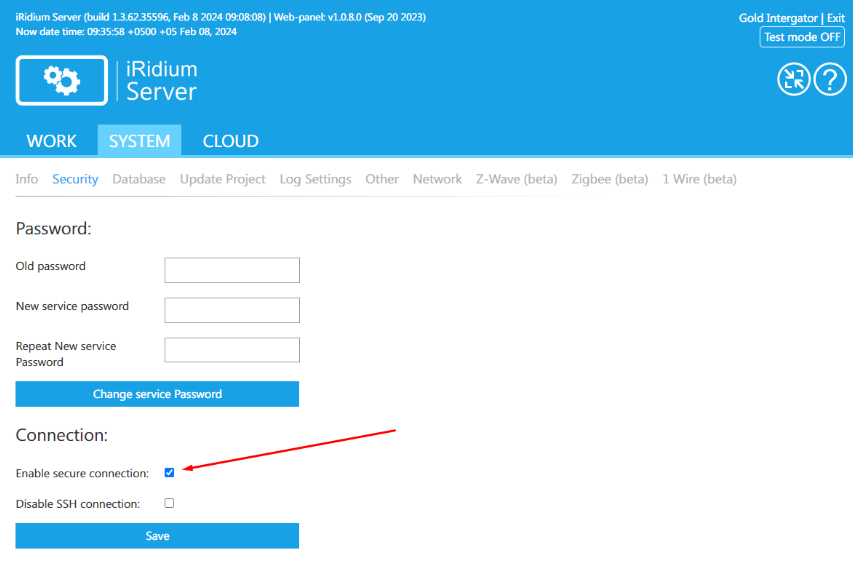 iRidium Server (build 1.3.62.35596, Feb 8 2024 09:08:08) | Web-panel: v1.0.8.0 (Sep 20 2023)
Now date time: 09:35:58 +0500 +05 Feb 08, 2024
Gold Intergator | Exit
Test mode OFF
iRidium
Server
?
WORK SYSTEM CLOUD
Info Security Database Update Project Log Settings Other Network Z-Wave (beta) Zigbee (beta) 1 Wire (beta)
Password:
Old password
New service password
Repeat New service
Password
Change service Password
Connection:
Enable secure connection:
Disable SSH connection:
Save